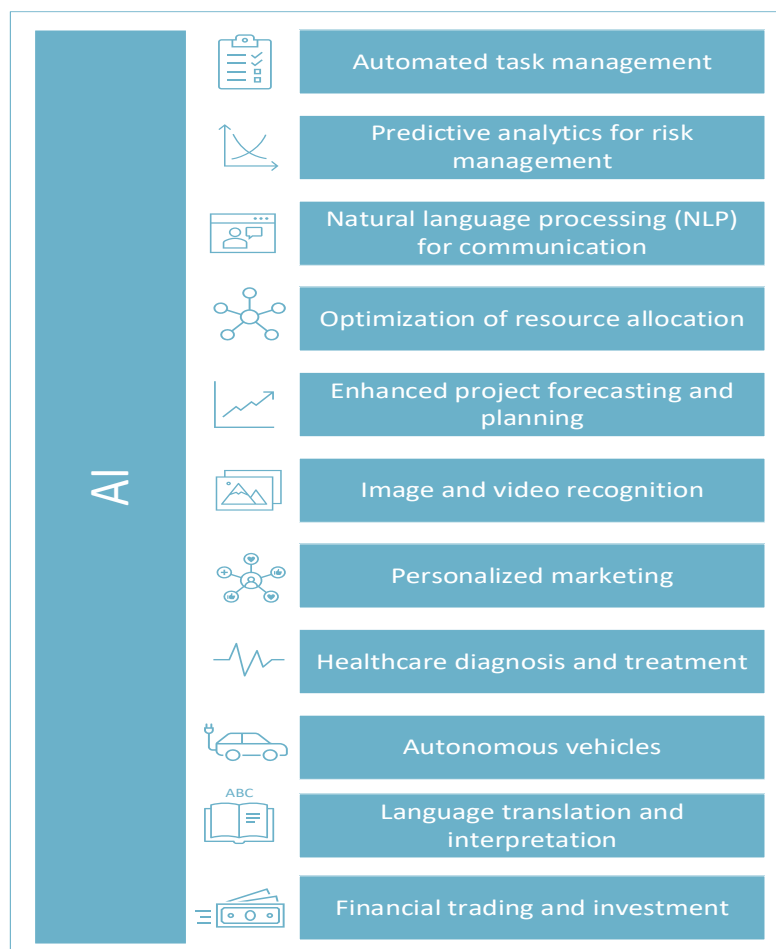 AI
Automated task management
Predictive analytics for risk
management
Natural language processing (NLP)
for communication
Optimization of resource allocation
Enhanced project forecasting and
planning
Image and video recognition
Personalized marketing
Healthcare diagnosis and treatment
Autonomous vehicles
ABC
Language translation and
interpretation
Financial trading and investment